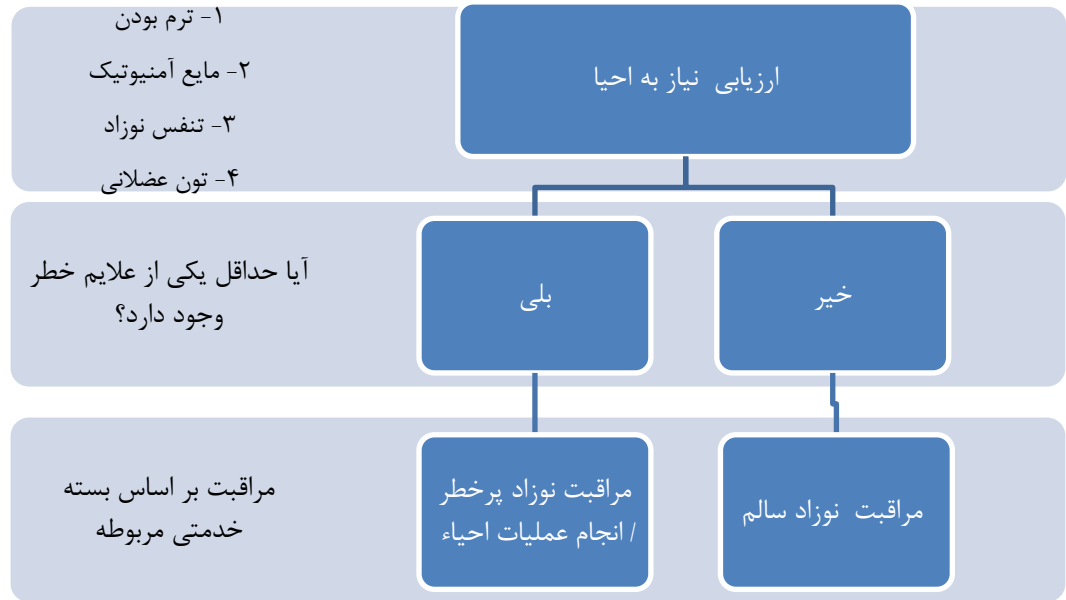 ارزیابی نیاز به احیا
۱- ترم بودن
۲- مایع آمنیوتیک
۳- تنفس نوزاد
۴- تون عضلانی
خیر
بلی
آیا حداقل یکی از علایم خطر
وجود دارد؟
مراقبت نوزاد سالم
مراقبت نوزاد پرخطر
/ انجام عملیات احیاء
مراقبت بر اساس بسته
خدمتی مربوطه